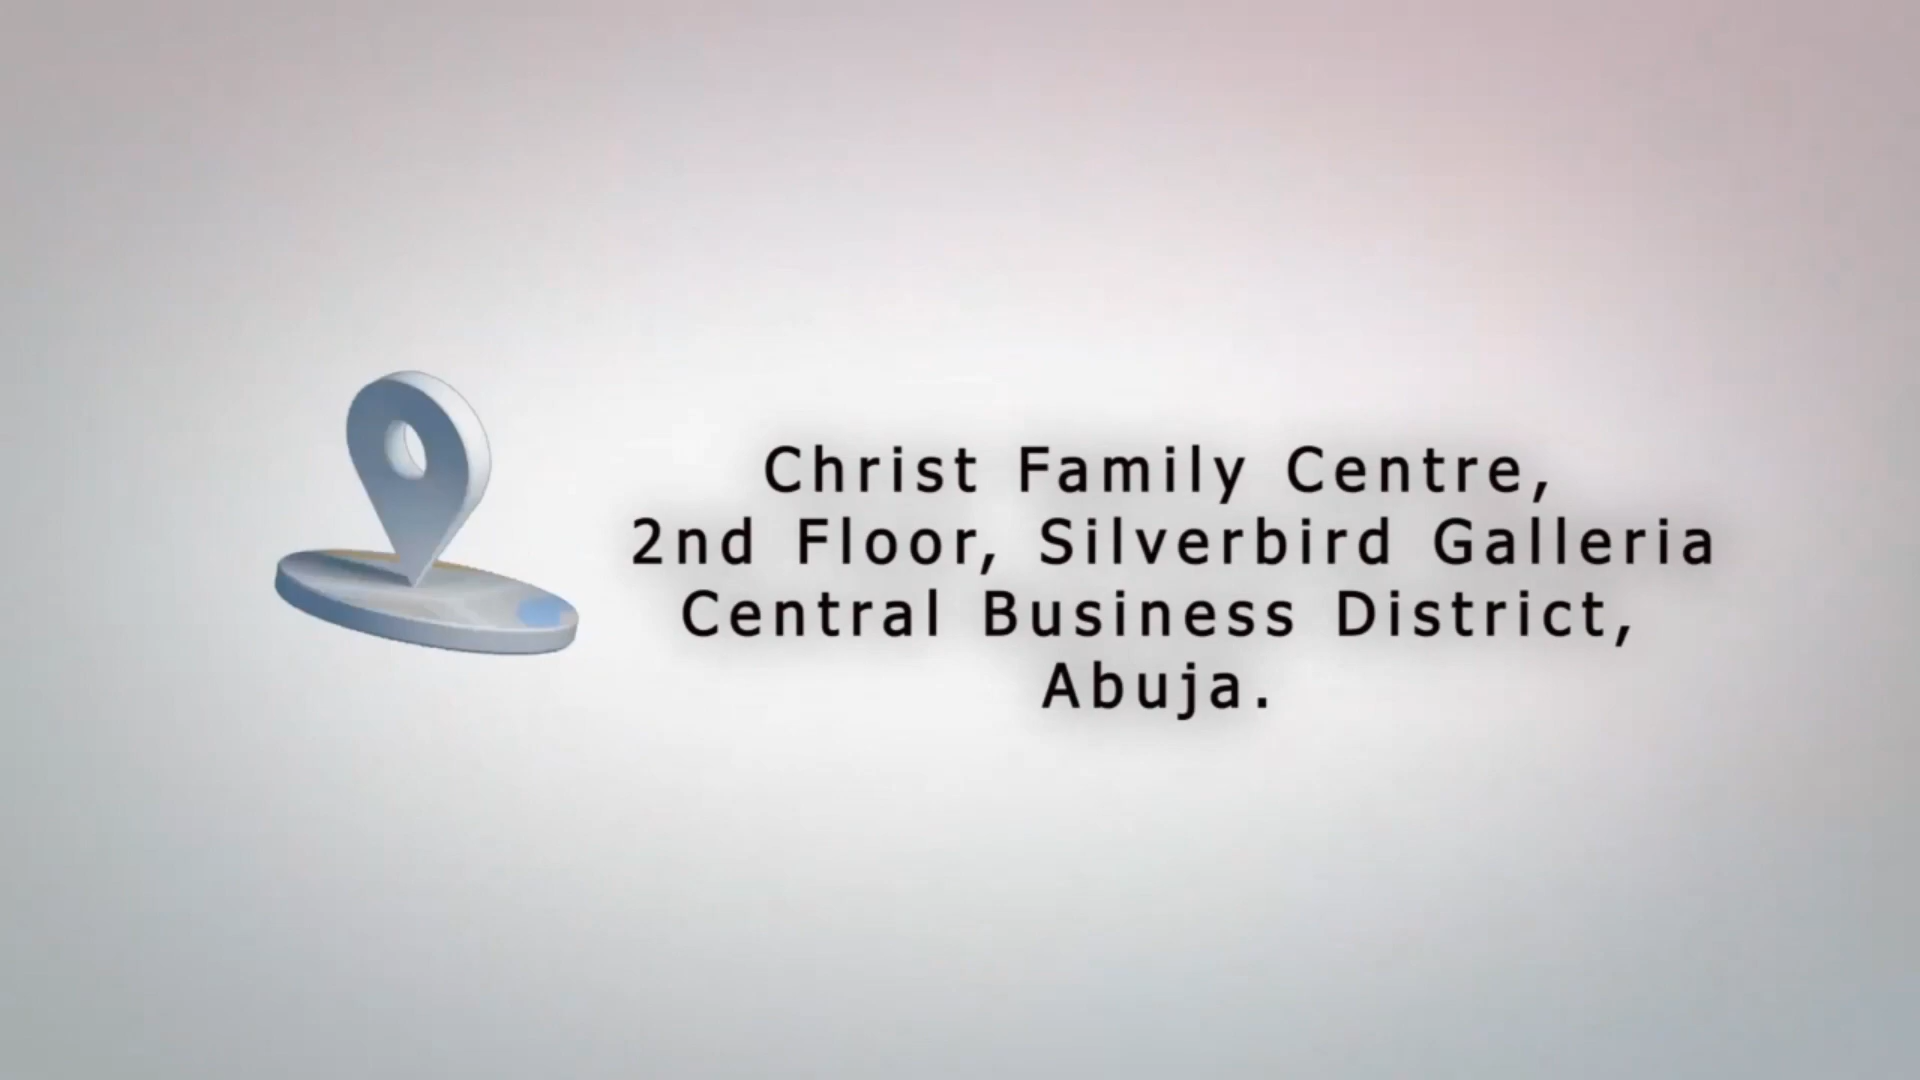 Christ Family Centre,
2nd Floor, Silverbird Galleria
Central Business District,
Abuja.